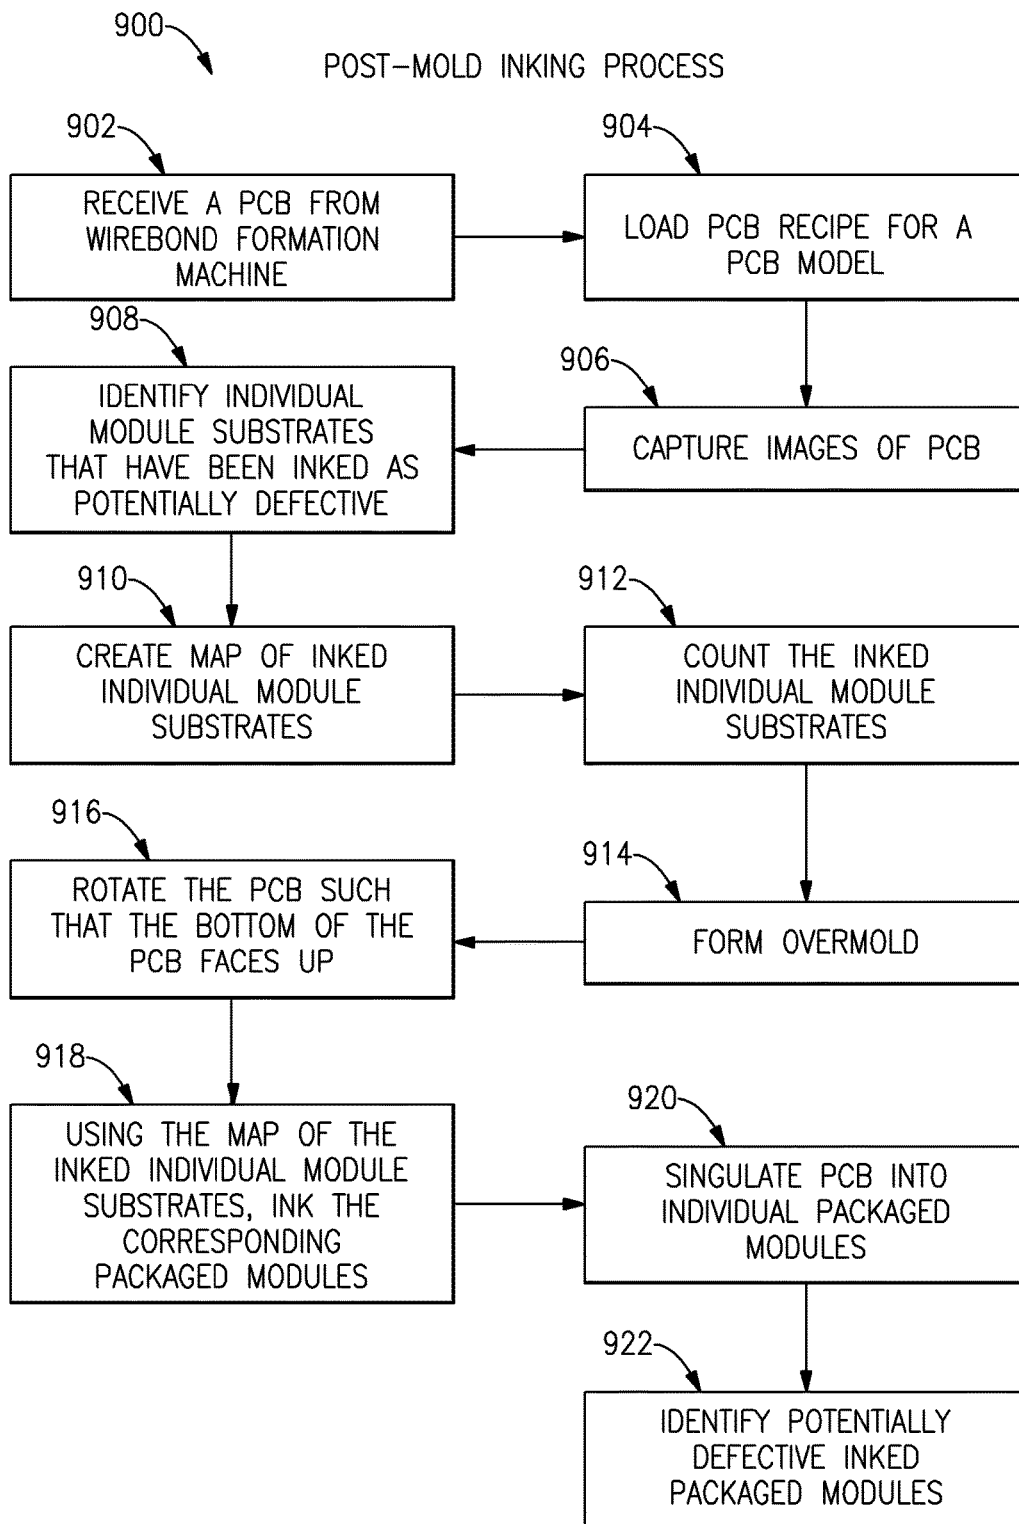 900
POST-MOLD INKING PROCESS
902
RECEIVE A PCB FROM
WIREBOND FORMATION
MACHINE
904
LOAD PCB RECIPE FOR A
PCB MODEL
906
CAPTURE IMAGES OF PCB
908
IDENTIFY INDIVIDUAL
MODULE SUBSTRATES
THAT HAVE BEEN INKED AS
POTENTIALLY DEFECTIVE
910
CREATE MAP OF INKED
INDIVIDUAL MODULE
SUBSTRATES
912
COUNT THE INKED
INDIVIDUAL MODULE
SUBSTRATES
914
FORM OVERMOLD
916
ROTATE THE PCB SUCH
THAT THE BOTTOM OF THE
PCB FACES UP
918
USING THE MAP OF THE
INKED INDIVIDUAL MODULE
SUBSTRATES, INK THE
CORRESPONDING
PACKAGED MODULES
920
SINGULATE PCB INTO
INDIVIDUAL PACKAGED
MODULES
922
IDENTIFY POTENTIALLY
DEFECTIVE INKED
PACKAGED MODULES